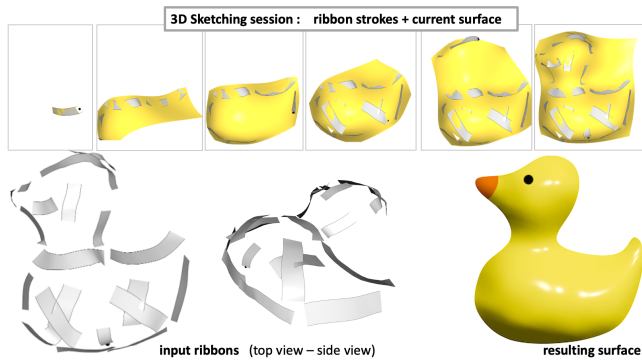 3D Sketching session : ribbon strokes + current surface
input ribbons (top view – side view)
resulting surface